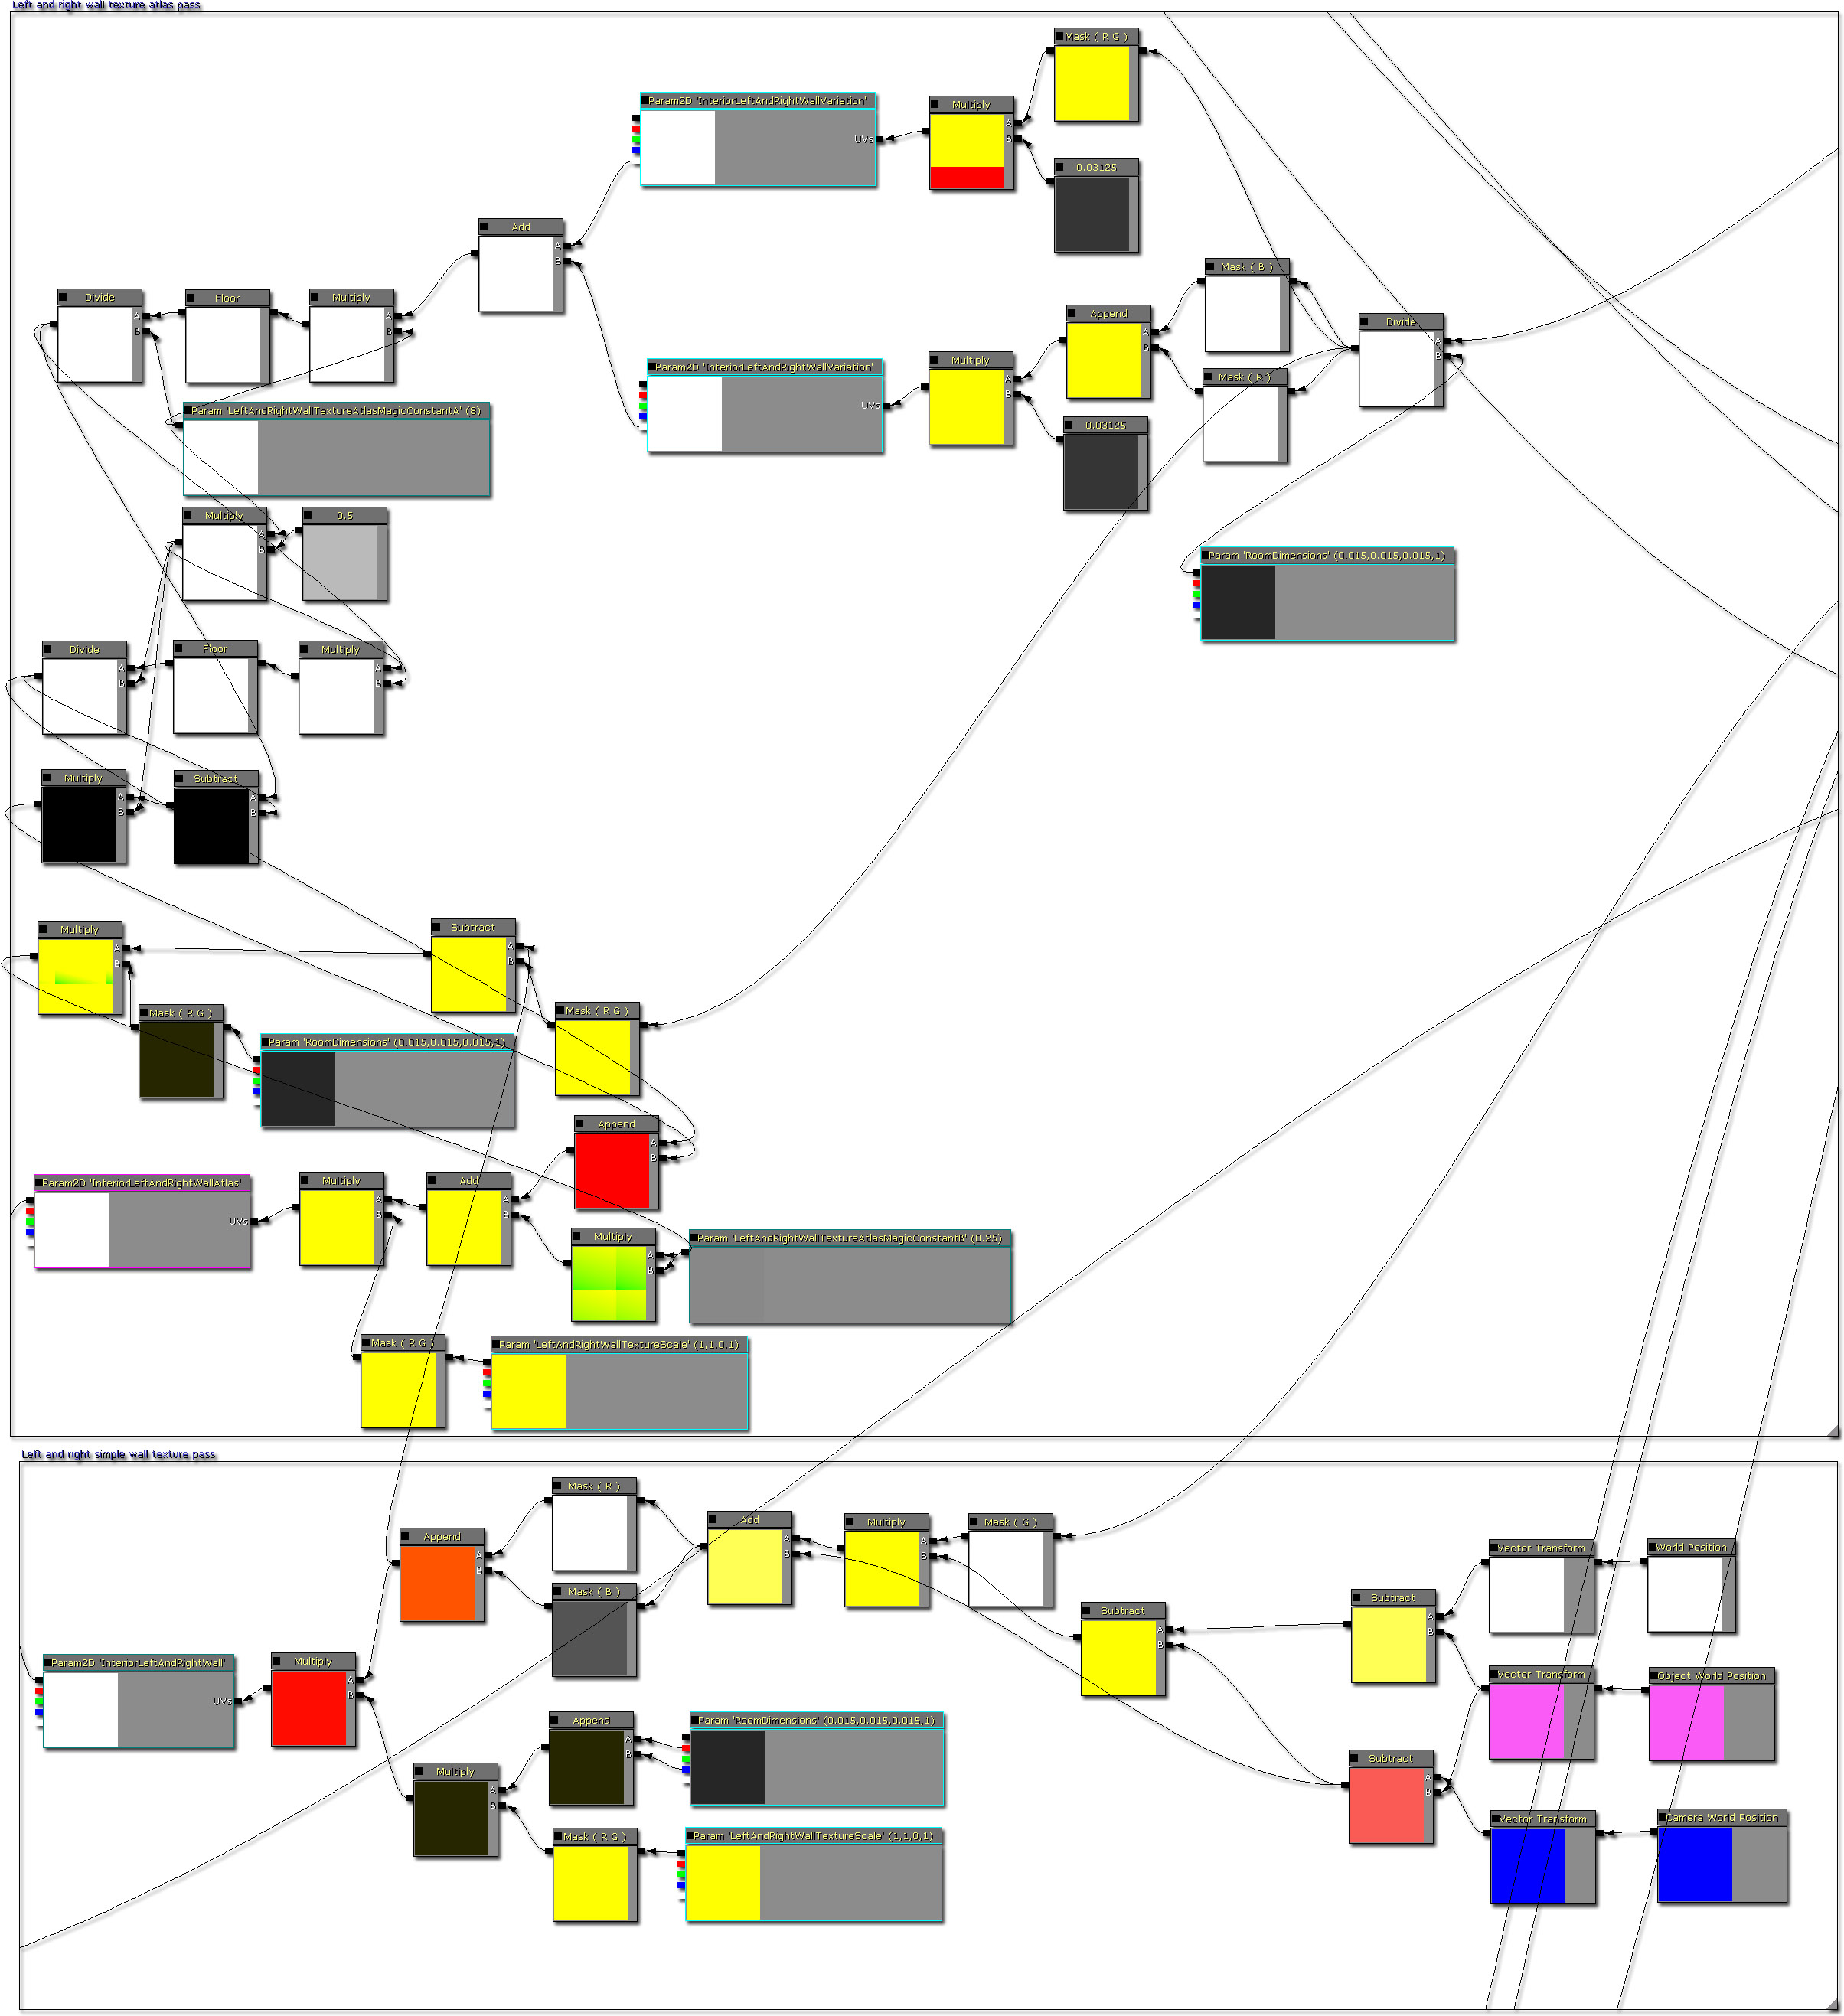 Left and right wall texture atlas pass
Mask ( R G )
Param2D 'InteriorLeftAndRightWallVariation'
UVs
Multiply
A
B
0.03125
Add
A
B
Mask ( B )
Divide
A
B
Floor
Multiply
A
B
Append
A
B
Divide
A
B
Param2D 'InteriorLeftAndRightWallVariation'
UVs
Multiply
A
B
Mask ( R )
Param 'LeftAndRightWallTextureAtlasMagicConstantA' (8)
0.03125
Multiply
A
B
0.5
Param 'RoomDimensions' (0.015,0.015,0.015,1)
Divide
A
B
Floor
Multiply
A
B
Multiply
A
B
Subtract
A
B
Multiply
A
B
Subtract
A
B
Mask ( R G )
Mask ( R G )
Param 'RoomDimensions' (0.015,0.015,0.015,1)
Append
A
B
Param2D 'InteriorLeftAndRightWallAtlas'
UVs
Multiply
A
B
Add
A
B
Multiply
A
B
Param 'LeftAndRightWallTextureAtlasMagicConstantB' (0.25)
Mask ( R G )
Param 'LeftAndRightWallTextureScale' (1,1,0,1)
Left and right simple wall texture pass
Mask ( R )
Append
A
B
Add
A
B
Multiply
A
B
Mask ( G )
Vector Transform
World Position
Mask ( B )
Subtract
A
B
Subtract
A
B
Param2D 'InteriorLeftAndRightWall'
UVs
Multiply
A
B
Vector Transform
Object World Position
Append
A
B
Param 'RoomDimensions' (0.015,0.015,0.015,1)
Subtract
A
B
Multiply
A
B
Mask ( R G )
Param 'LeftAndRightWallTextureScale' (1,1,0,1)
Vector Transform
Camera World Position